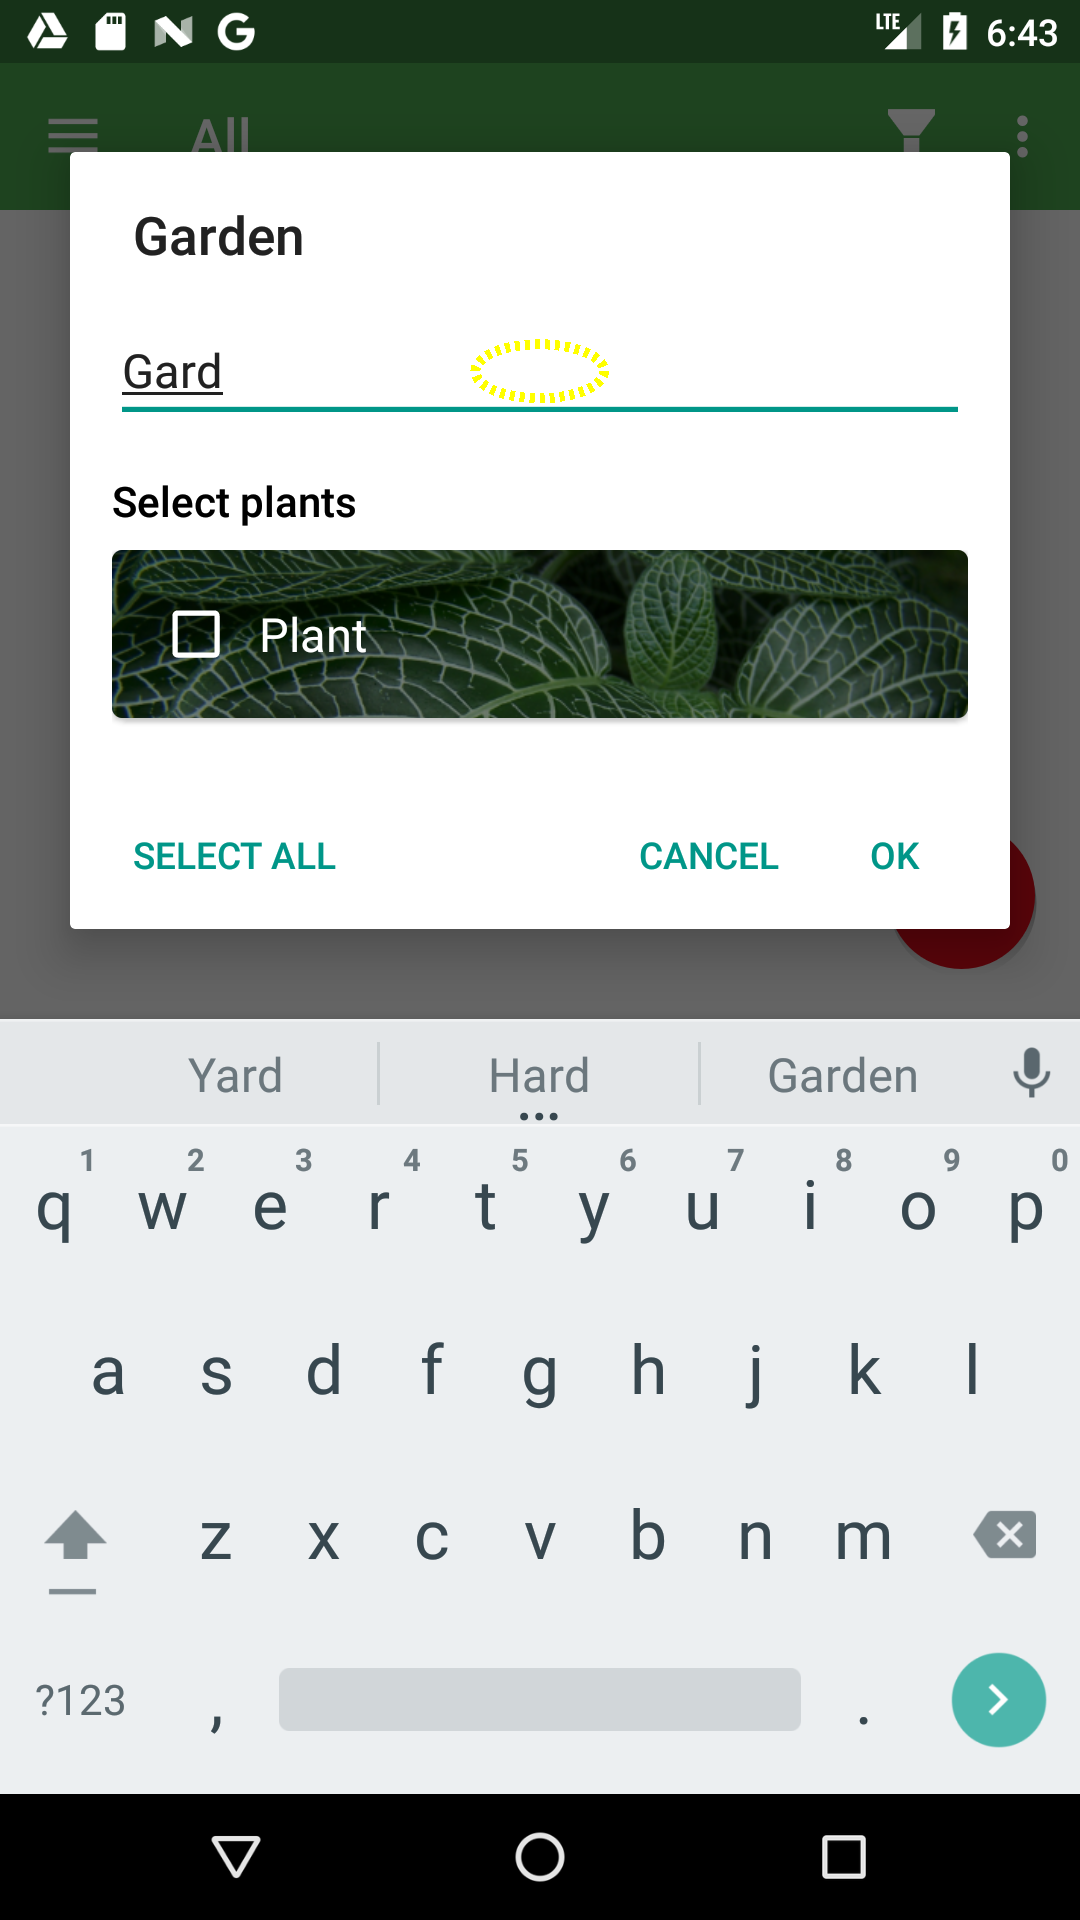 LTE 6:43
All
Garden
Gard
Select plants
Plant
SELECT ALL CANCEL OK
Yard Hard Garden
1 2 3 4 5 6 7 8 9 0
q w e r t y u i o p
a s d f g h j k l
z x c v b n m
?123 , .